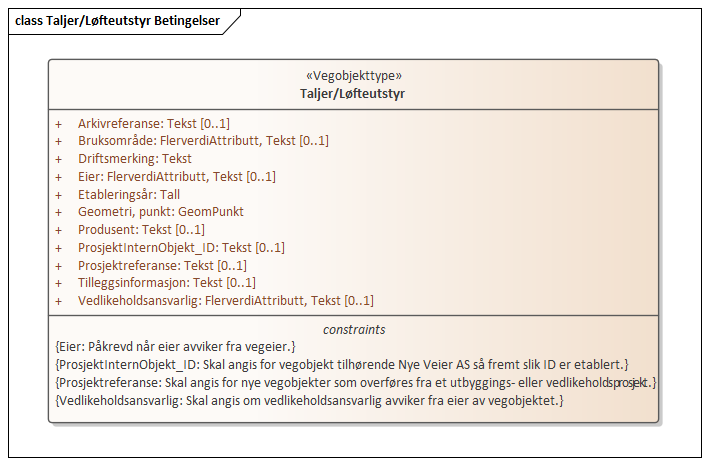 class Taljer/Løfteutstyr Betingelser
«Vegobjekttype»
Taljer/Løfteutstyr
+ Arkivreferanse: Tekst [0..1]
+ Bruksområde: FlerverdiAttributt, Tekst [0..1]
+ Driftsmerking: Tekst
+ Eier: FlerverdiAttributt, Tekst [0..1]
+ Etableringsår: Tall
+ Geometri, punkt: GeomPunkt
+ Produsent: Tekst [0..1]
+ ProsjektInternObjekt_ID: Tekst [0..1]
+ Prosjektreferanse: Tekst [0..1]
+ Tilleggsinformasjon: Tekst [0..1]
+ Vedlikeholdsansvarlig: FlerverdiAttributt, Tekst [0..1]
constraints
{Eier: Påkrevd når eier avviker fra vegeier.}
{ProsjektInternObjekt_ID: Skal angis for vegobjekt tilhørende Nye Veier AS så fremt slik ID er etablert.}
{Prosjektreferanse: Skal angis for nye vegobjekter som overføres fra et utbyggings- eller vedlikeholdsprosjekt.}
{Vedlikeholdsansvarlig: Skal angis om vedlikeholdsansvarlig avviker fra eier av vegobjektet.}